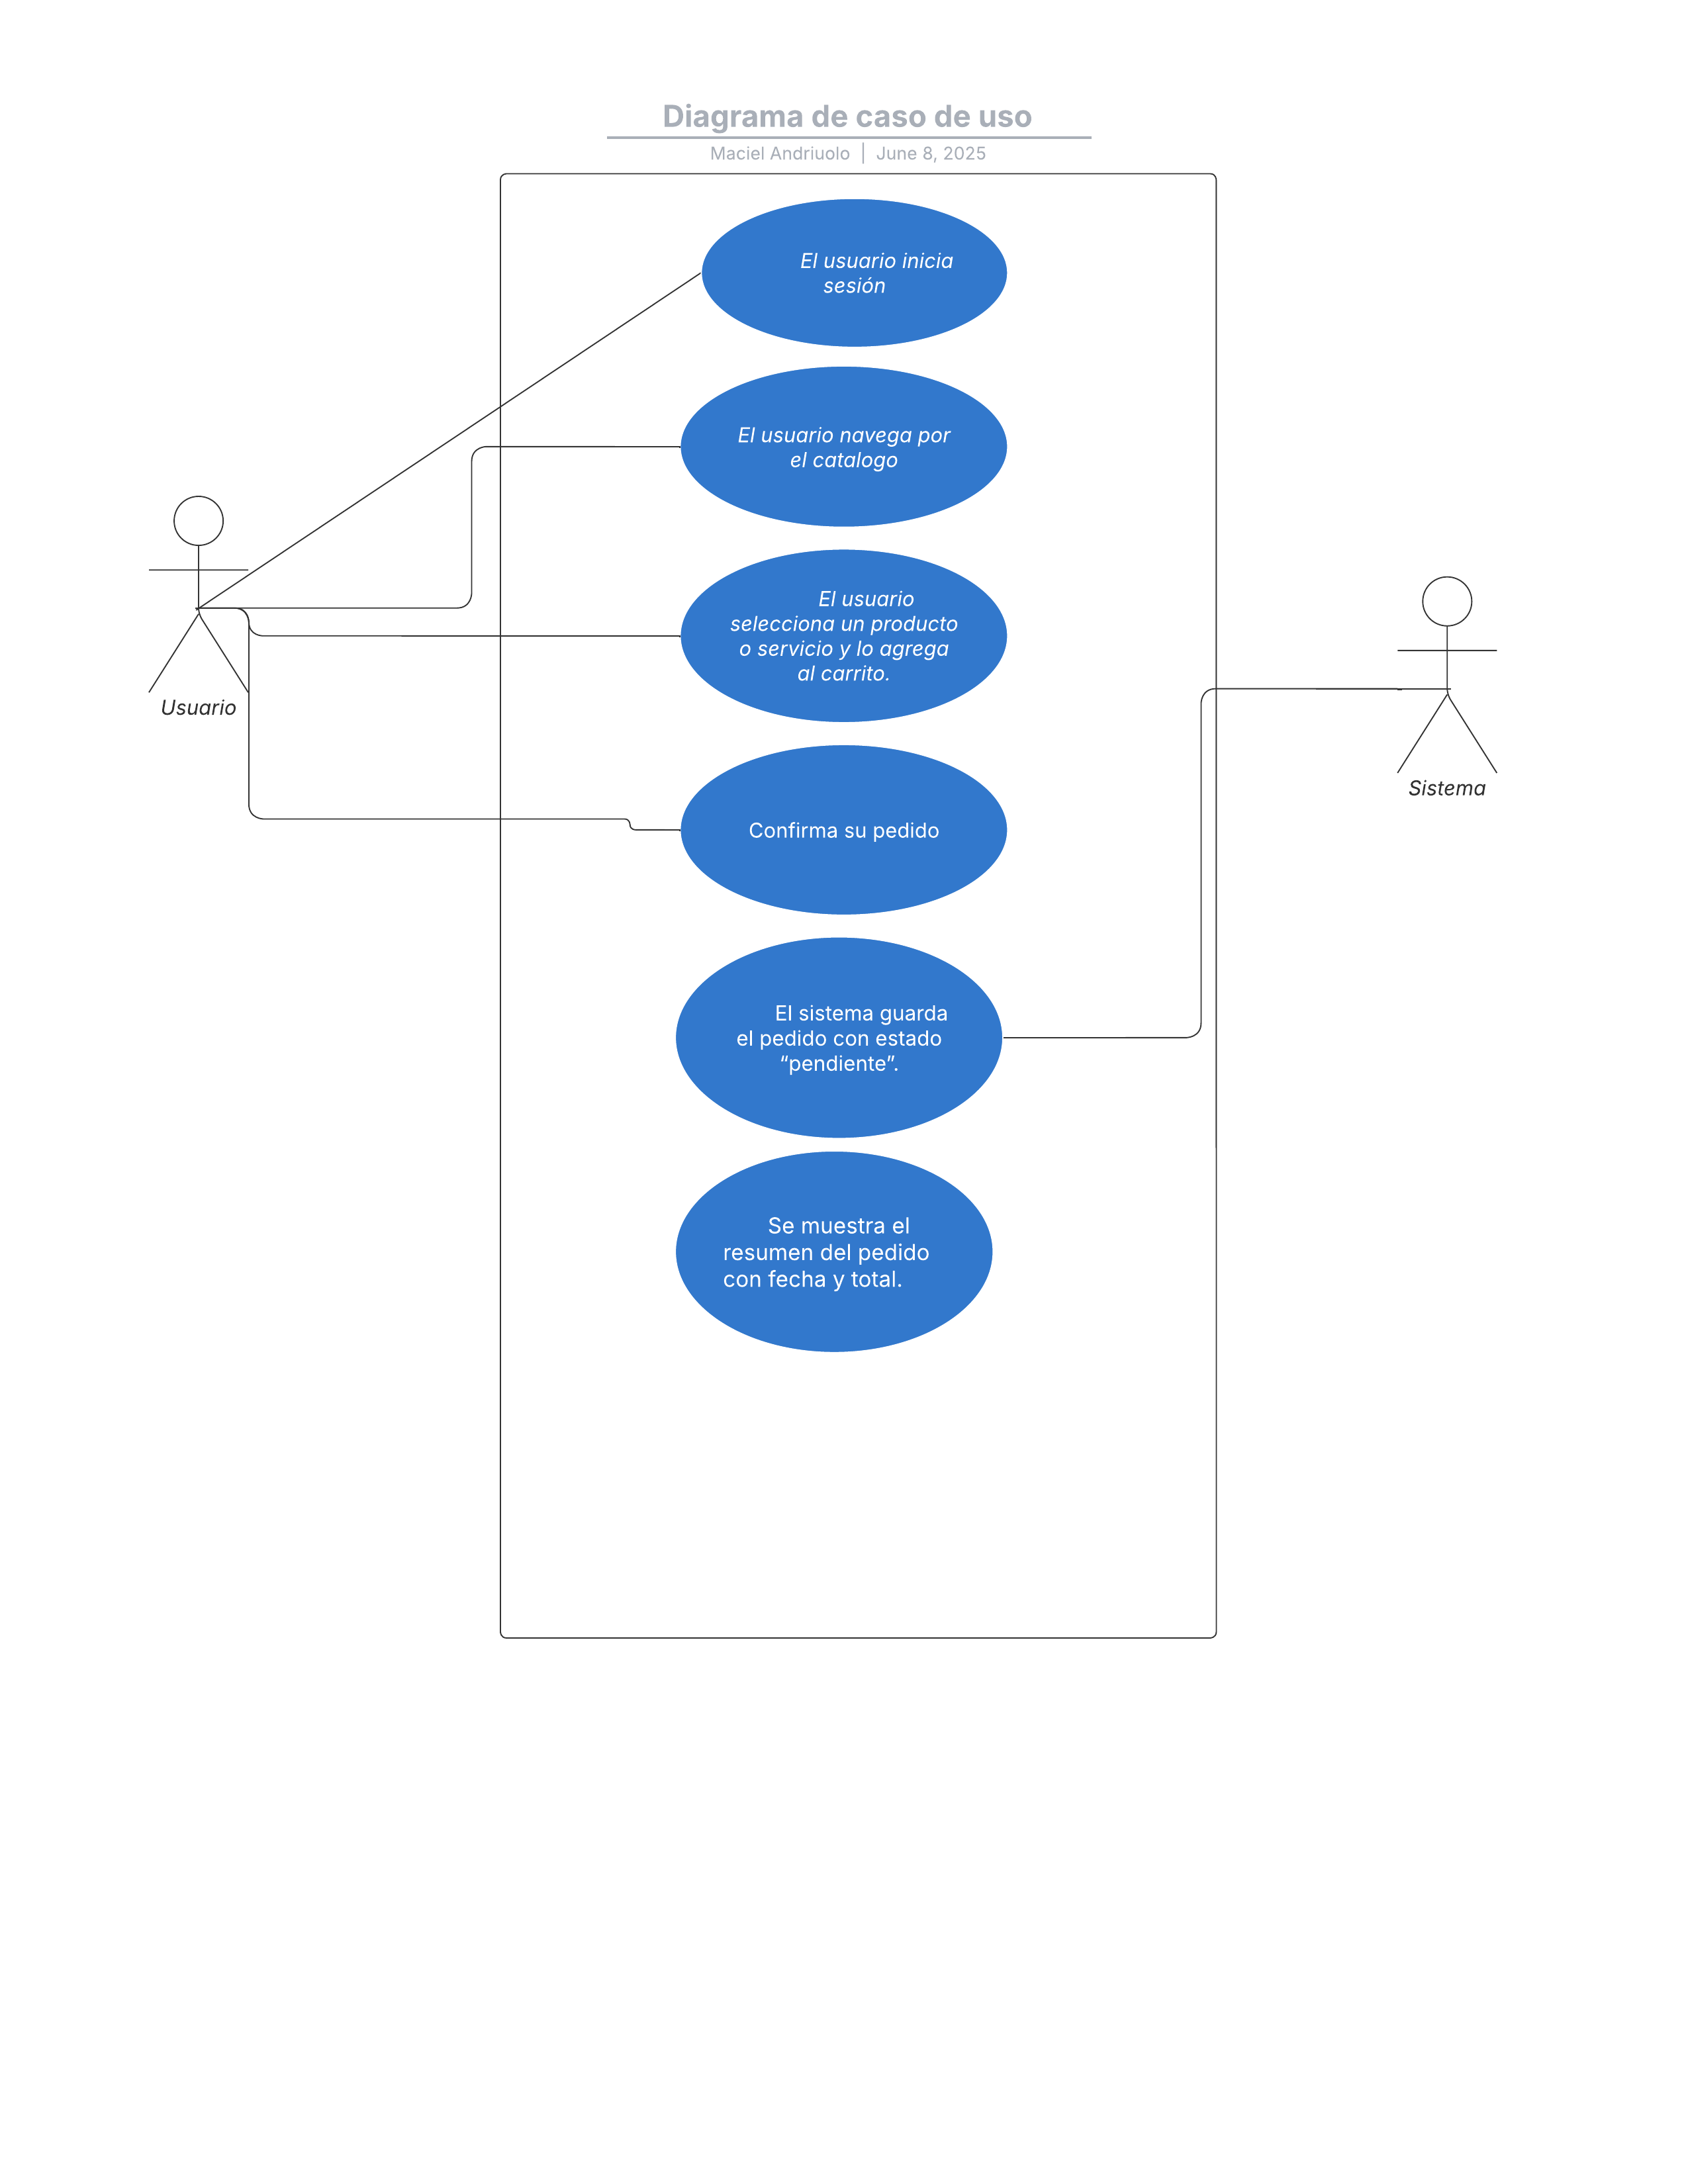 Diagrama de caso de uso
Maciel Andriuolo | June 8, 2025
El usuario inicia
sesión
El usuario navega por
el catalogo
El usuario
selecciona un producto
o servicio y lo agrega
al carrito.
Usuario
Sistema
Confirma su pedido
El sistema guarda
el pedido con estado
“pendiente”.
Se muestra el
resumen del pedido
con fecha y total.